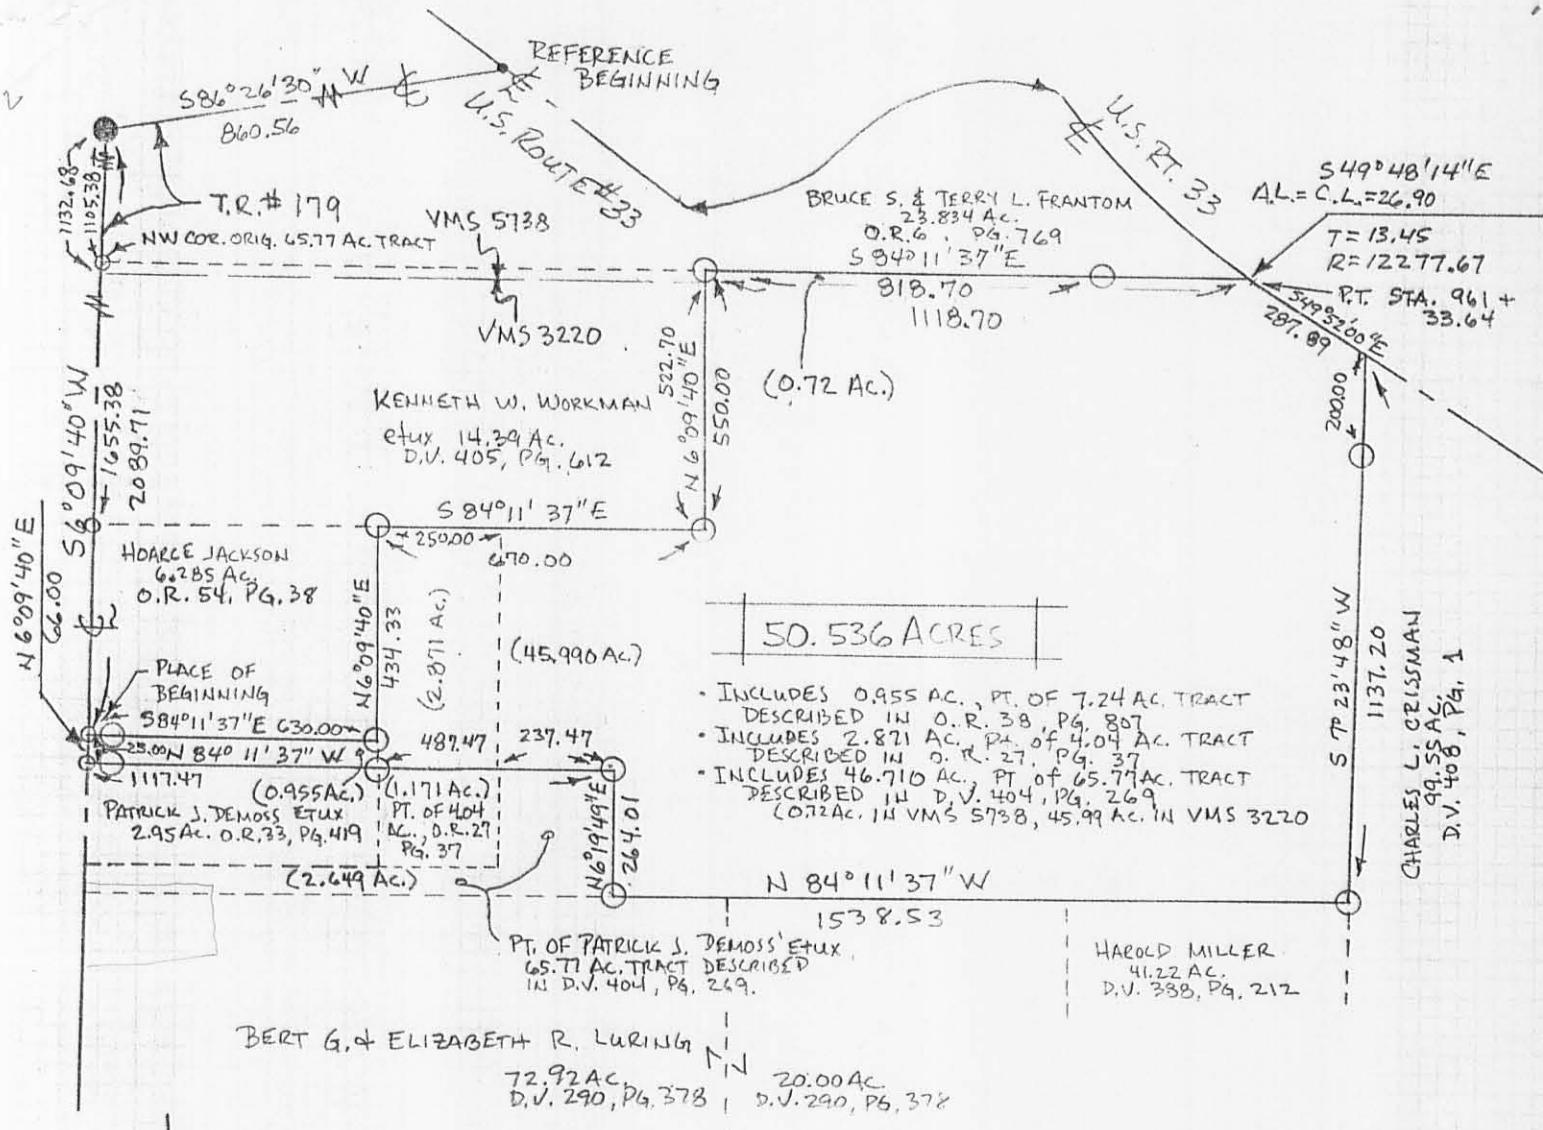 REFERENCE
BEGINNING
S86°26'30" W
860.56
U.S. ROUTE #33
U.S. RT. 33
S49°48'14"E
A.L.= C.L.=26.90
T=13.45
R=12277.67
P.T. STA. 961 +
33.64
S49°52'00"E
287.89
200.00
1132.68
1105.38
T.R.# 179
NW COR. ORIG. 65.77 AC. TRACT
VMS 5738
VMS 3220
BRUCE S. & TERRY L. FRANTOM
23.834 Ac.
O.R.6, PG. 769
S 84°11'37"E
818.70
1118.70
(0.72 Ac.)
522.70
N 6°09'40"E
550.00
KENNETH W. WORKMAN
etux 14.39 Ac.
D.V. 405, PG. 612
S 84°11'37"E
250.00
670.00
S6°09'40"W
1655.38
2089.71
N6°09'40"E
66.00
HOARCE JACKSON
6.285 Ac.
O.R. 54, PG. 38
N6°09'40"E
434.33
(2.871 Ac.)
(45.990 Ac.)
50.536 ACRES
PLACE OF
BEGINNING
S84°11'37"E 630.00
25.00
N 84° 11'37" W
1117.47
487.47
237.47
(0.955Ac.)
(1.171 Ac.)
PATRICK J. DEMOSS ETUX
2.95 Ac. O.R.33, PG.419
PT. OF 4.04
AC., O.R.27
PG. 37
(2.649 Ac.)
N6°19'49"E
264.01
• INCLUDES 0.955 AC., PT. OF 7.24 AC. TRACT
DESCRIBED IN O.R. 38, PG. 807
• INCLUDES 2.871 AC., PT. of 4.04 AC. TRACT
DESCRIBED IN O.R. 27, PG. 37
• INCLUDES 46.710 AC., PT of 65.77 AC. TRACT
DESCRIBED IN D.V. 404, PG. 269
(0.72 AC. IN VMS 5738, 45.99 AC. IN VMS 3220
S 7° 23'48" W
1137.20
CHARLES L. CRISSMAN
99.55 AC.
D.V. 408, PG. 1
N 84°11'37" W
1538.53
PT. OF PATRICK J. DEMOSS ETUX
65.77 AC. TRACT DESCRIBED
IN D.V. 404, PG. 269.
HAROLD MILLER
41.22 AC.
D.V. 388, PG. 212
BERT G. & ELIZABETH R. LURING
72.92 AC.
D.V. 290, PG. 378
20.00 AC.
D.V. 290, PG. 378